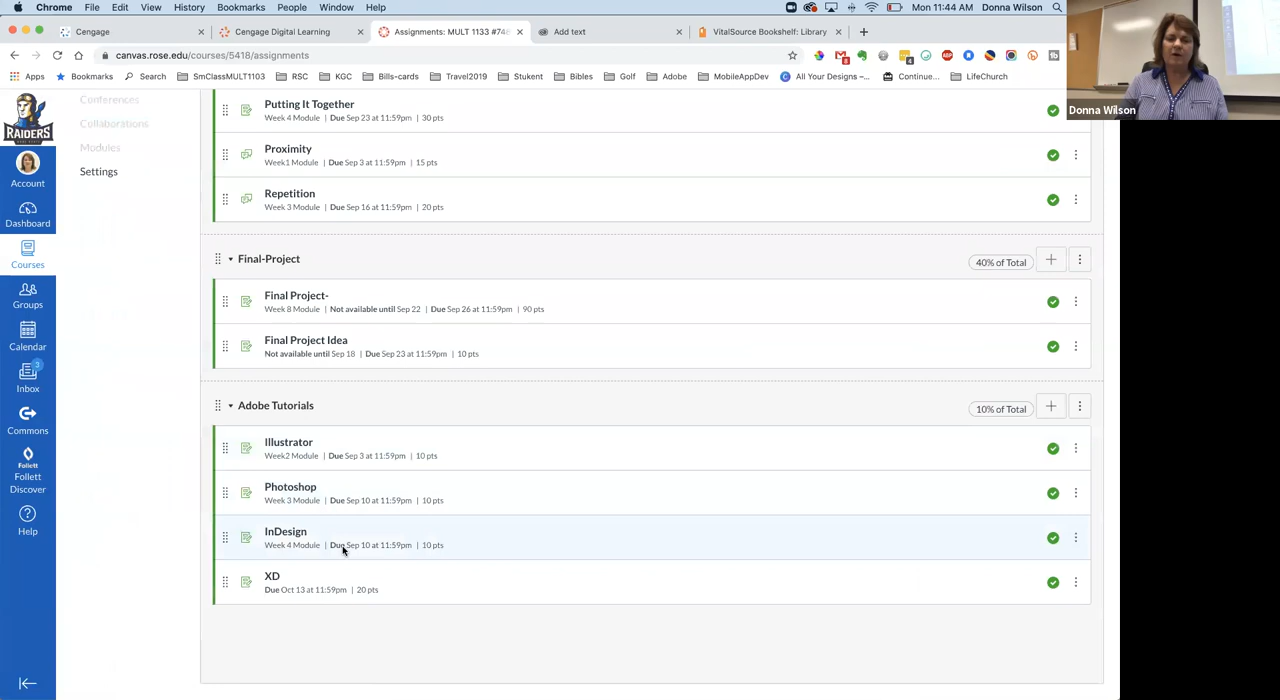 Chrome File Edit View History Bookmarks People Window Help Mon 11:44 AM Donna Wilson
Cengage Cengage Digital Learning Assignments: MULT 1133 #748 Add text VitalSource Bookshelf: Library
canvas.rose.edu/courses/5418/assignments
Apps Bookmarks Search SmClassMULT1103 RSC KGC Bills-cards Travel2019 Stukent Bibles Golf Adobe MobileAppDev All Your Designs –... Continue... LifeChurch
Donna Wilson
RAIDERS
Account
Dashboard
Courses
Groups
Calendar
3
Inbox
Commons
Follett
Follett
Discover
Help
Conferences
Collaborations
Modules
Settings
Putting It Together
Week 4 Module | Due Sep 23 at 11:59pm | 30 pts
Proximity
Week1 Module | Due Sep 3 at 11:59pm | 15 pts
Repetition
Week 3 Module | Due Sep 16 at 11:59pm | 20 pts
Final-Project
40% of Total
Final Project-
Week 8 Module | Not available until Sep 22 | Due Sep 26 at 11:59pm | 90 pts
Final Project Idea
Not available until Sep 18 | Due Sep 23 at 11:59pm | 10 pts
Adobe Tutorials
10% of Total
Illustrator
Week2 Module | Due Sep 3 at 11:59pm | 10 pts
Photoshop
Week 3 Module | Due Sep 10 at 11:59pm | 10 pts
InDesign
Week 4 Module | Due Sep 10 at 11:59pm | 10 pts
XD
Due Oct 13 at 11:59pm | 20 pts